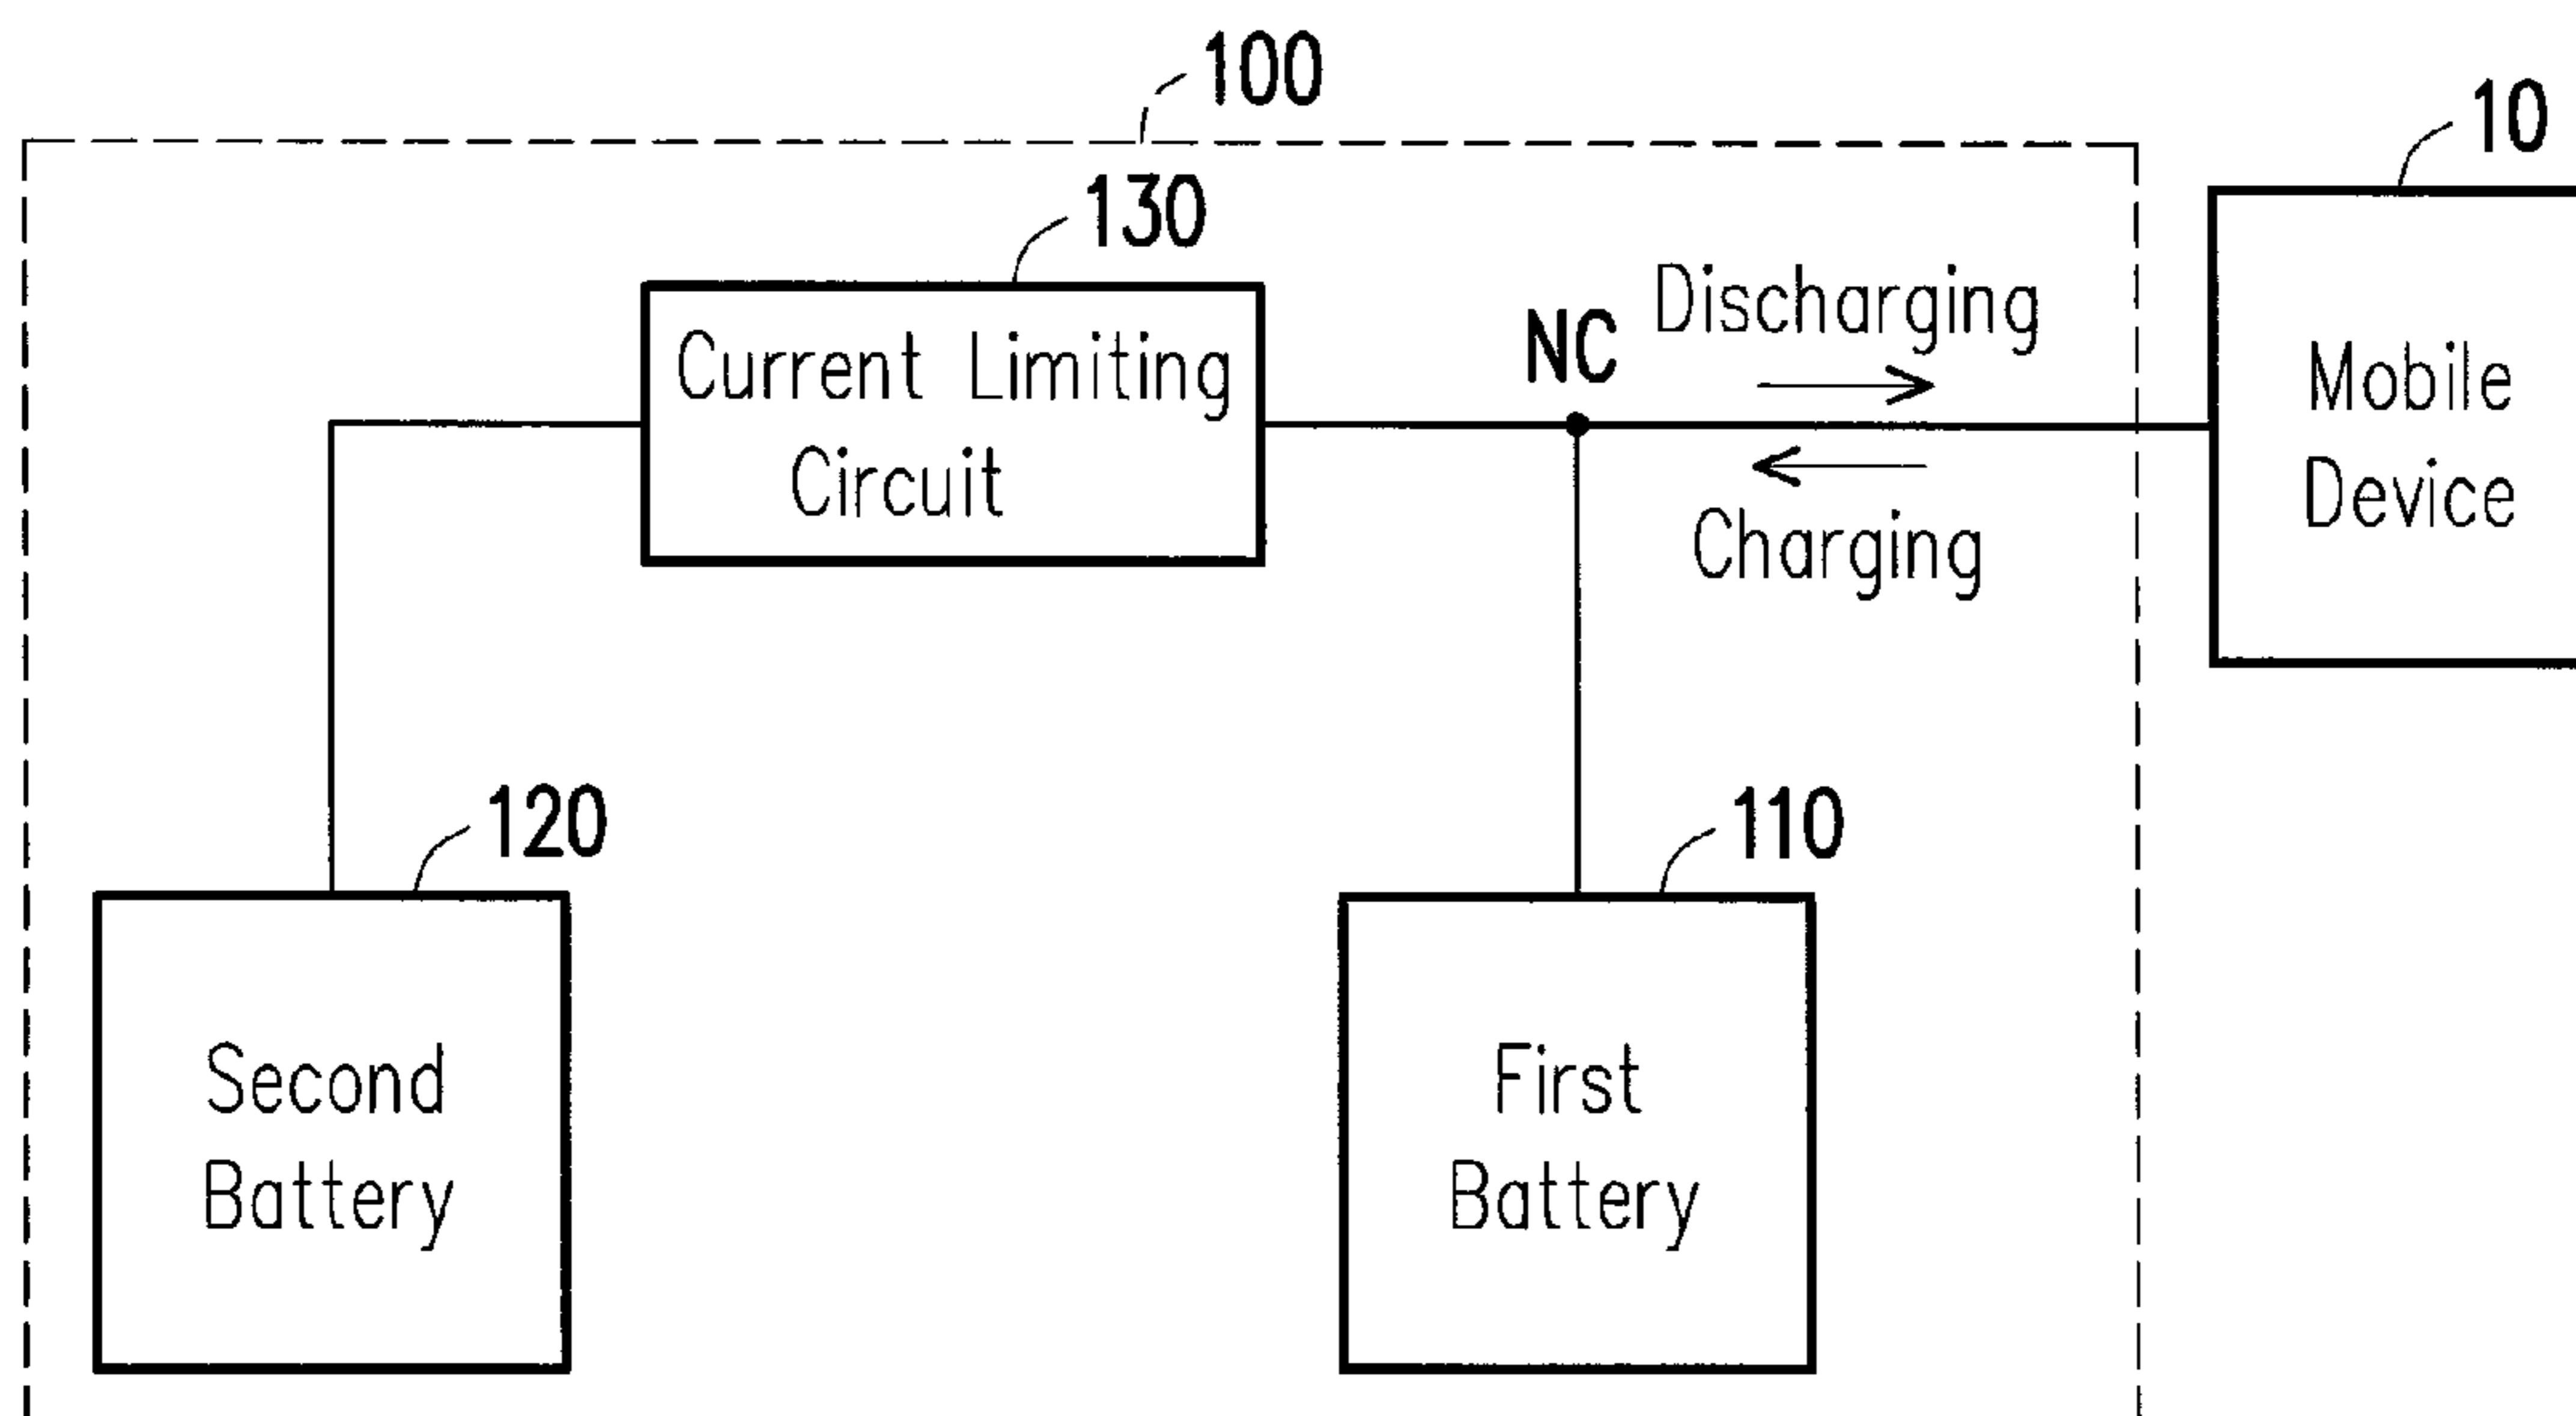 100
10
130
Discharging
NC
Current Limiting
Circuit
Mobile
Device
Charging
120
110
Second
Battery
First
Battery